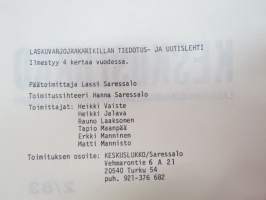 LASKUVARJOJÄÄKÄRIKILLAN TIEDOTUS- JA UUTISLEHTI
Ilmestyy 4 kertaa vuodessa.
Päätoimittaja Lassi Saressalo
Toimitussihteeri Hanna Saressalo
Toimittajat: Heikki Vaiste
Heikki Jalava
Rauno Laaksonen
Tapio Maanpää
Erkki Manninen
Matti Mannisto
Toimituksen osoite: KESKUSLUKKO/Saressalo
Vehmarontie 6 A 21
20540 Turku 54
puh. 921-376 682